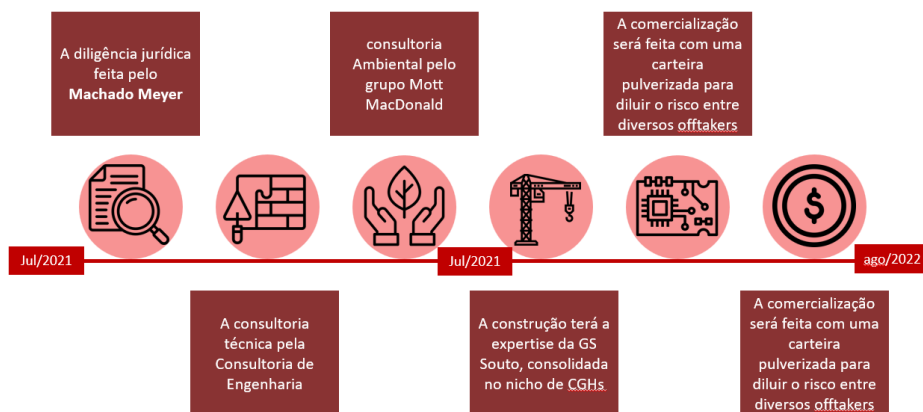 A diligência jurídica
feita pelo
Machado Meyer
consultoria
Ambiental pelo
grupo Mott
MacDonald
A comercialização
será feita com uma
carteira
pulverizada para
diluir o risco entre
diversos offtakers
Jul/2021
Jul/2021
ago/2022
A consultoria
técnica pela
Consultoria de
Engenharia
A construção terá a
expertise da GS
Souto, consolidada
no nicho de CGHs
A comercialização
será feita com uma
carteira
pulverizada para
diluir o risco entre
diversos offtakers